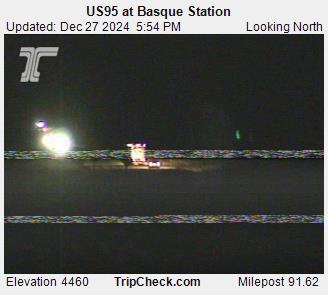 US95 at Basque Station
Updated: Dec 27 2024 5:54 PM Looking North
Elevation 4460 TripCheck.com Milepost 91.62